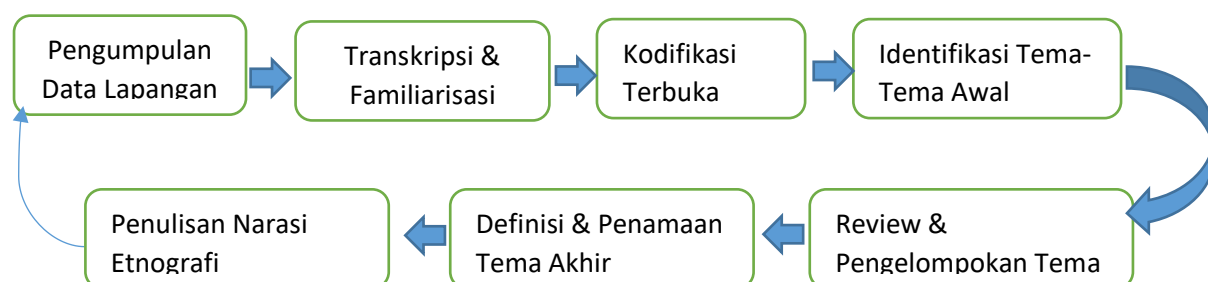 Pengumpulan
Data Lapangan
Transkripsi &
Familiarisasi
Kodifikasi
Terbuka
Identifikasi Tema-
Tema Awal
Review &
Pengelompokan Tema
Definisi & Penamaan
Tema Akhir
Penulisan Narasi
Etnografi